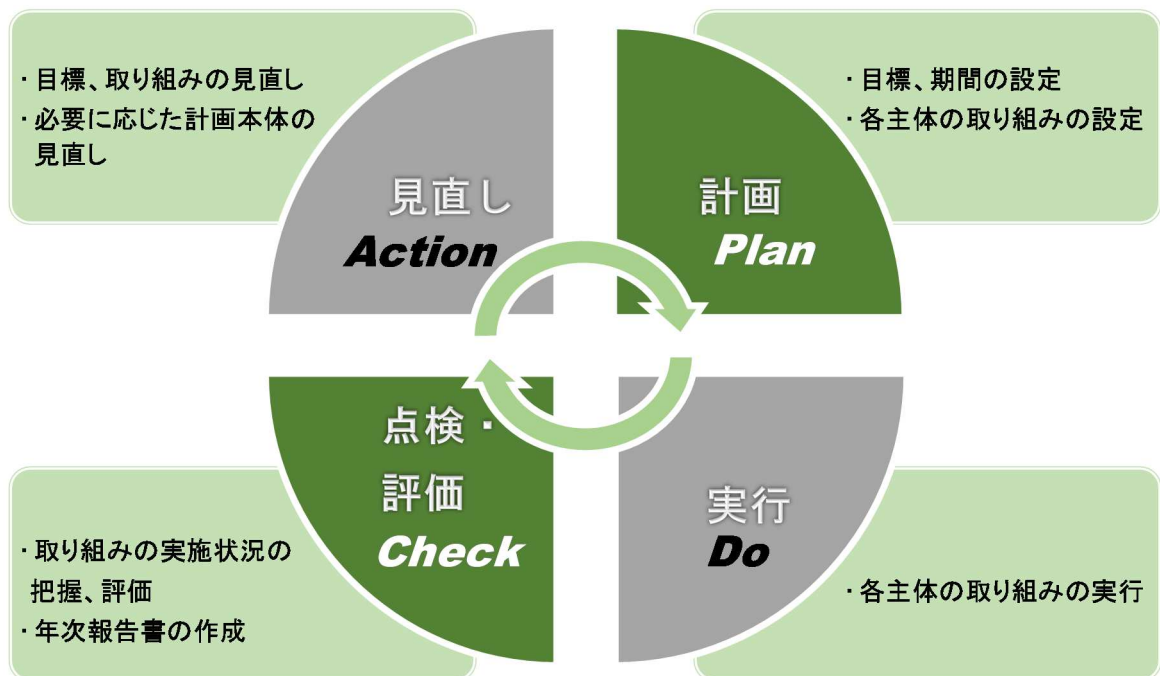 ・目標、取り組みの見直し
・必要に応じた計画本体の
見直し
見直し
Action
計画
Plan
・目標、期間の設定
・各主体の取り組みの設定
点検・
評価
Check
・取り組みの実施状況の
把握、評価
・年次報告書の作成
実行
Do
・各主体の取り組みの実行